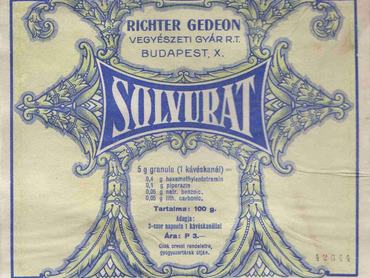 RICHTER GEDEON
VEGYÉSZETI GYÁR R.T.
BUDAPEST, X.
SOLVURAT
5 g granula (1 kávéskanál) —
0,4 g hexamethylentetramin
0,1 g piperazin
0,05 g natr. benzoic.
0,05 g lith. carbonic.
Tartalma: 100 g.
Adagja:
3-szor naponta 1 kávéskanállal
Ára: P 3.—
Csak orvosi rendeletre,
gyógyszertárak útján.